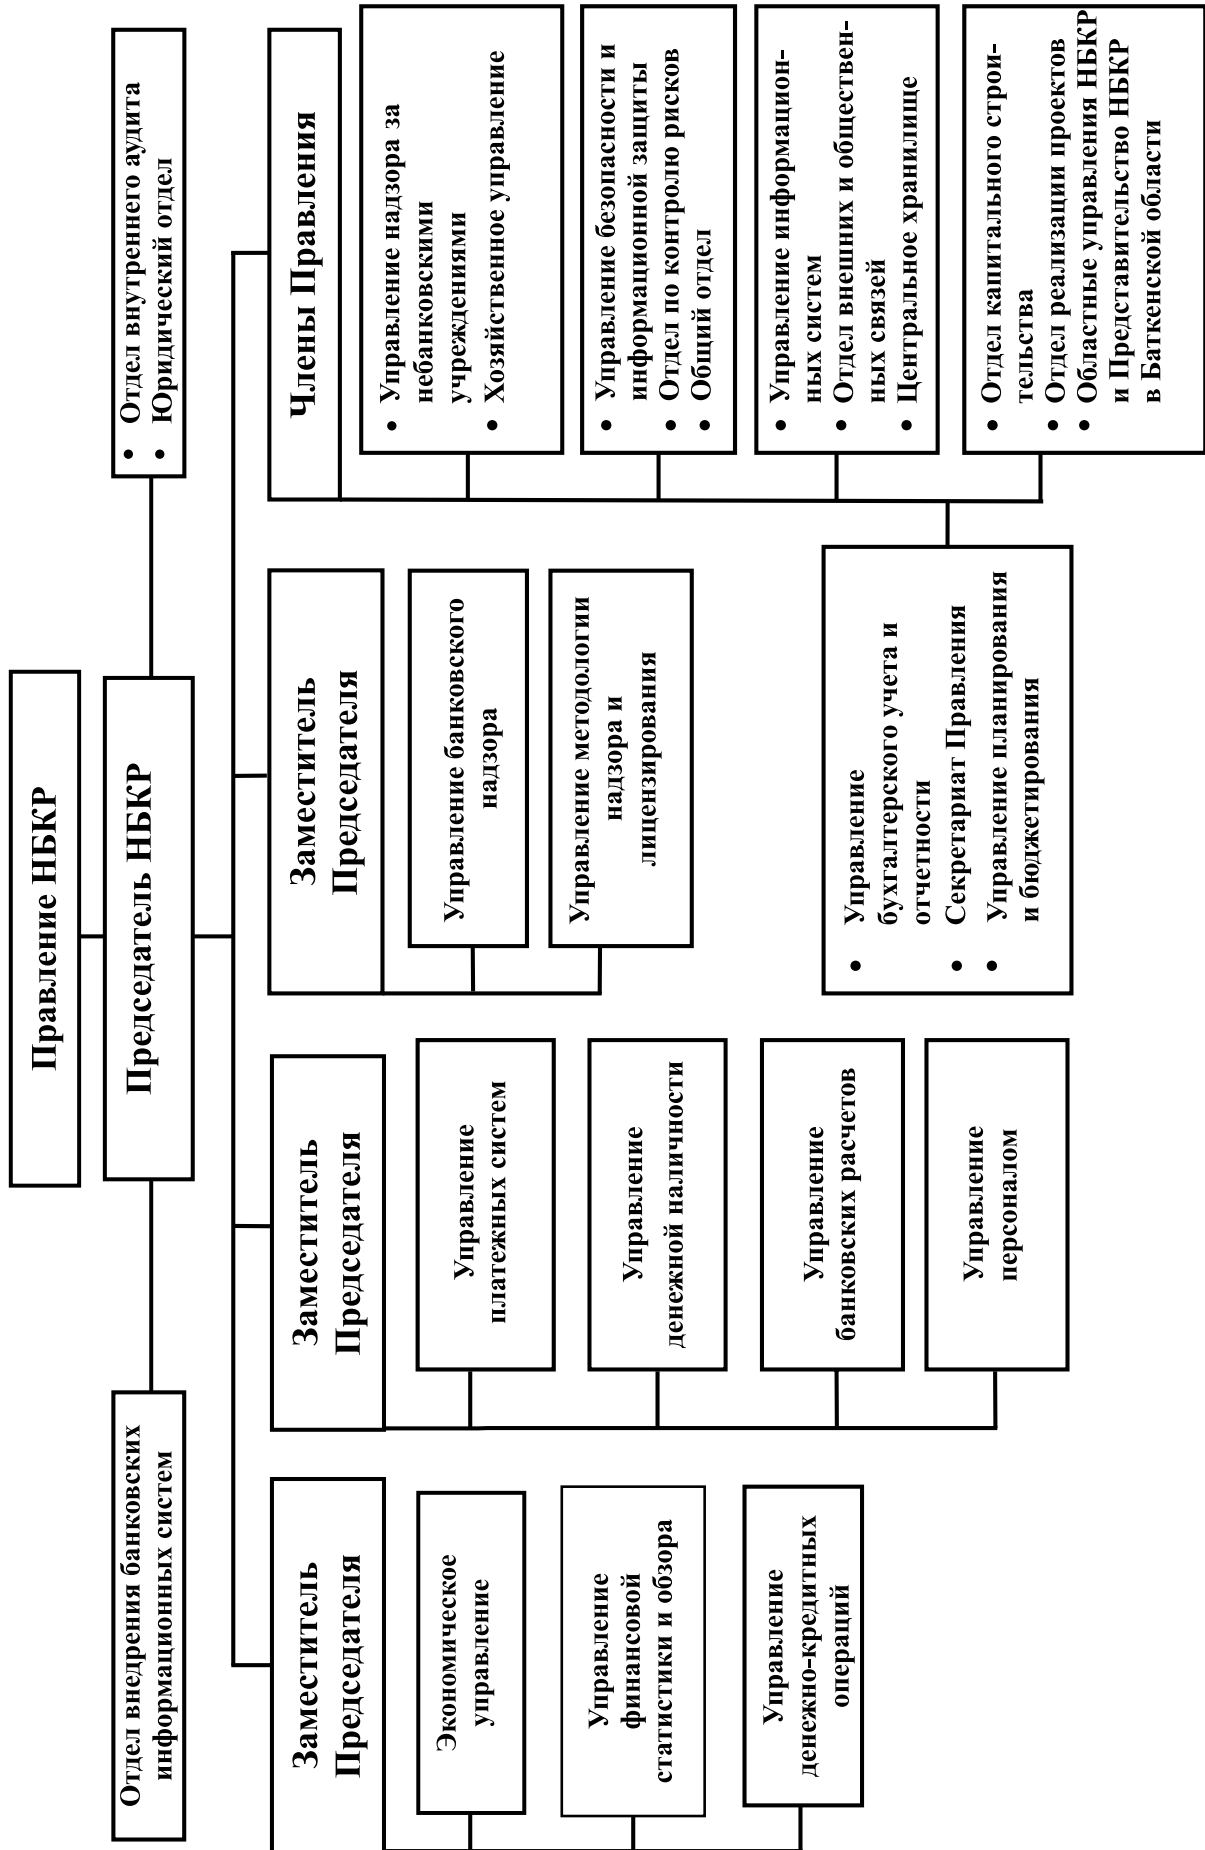 Правление НБКР
Председатель НБКР
Отдел внедрения банковских
информационных систем
• Отдел внутреннего аудита
• Юридический отдел
Заместитель
Председателя
Экономическое
управление
Управление
финансовой
статистики и обзора
Управление
денежно-кредитных
операций
Заместитель
Председателя
Управление
платежных систем
Управление
денежной наличности
Управление
банковских расчетов
Управление
персоналом
Заместитель
Председателя
Управление банковского
надзора
Управление методологии
надзора и
лицензирования
Члены Правления
• Управление надзора за
небанковскими
учреждениями
• Хозяйственное управление
• Управление безопасности и
информационной защиты
• Отдел по контролю рисков
• Общий отдел
• Управление информацион-
ных систем
• Отдел внешних и обществен-
ных связей
• Центральное хранилище
• Отдел капитального строи-
тельства
• Отдел реализации проектов
• Областные управления НБКР
и Представительство НБКР
в Баткенской области
• Управление
бухгалтерского учета и
отчетности
• Секретариат Правления
• Управление планирования
и бюджетирования